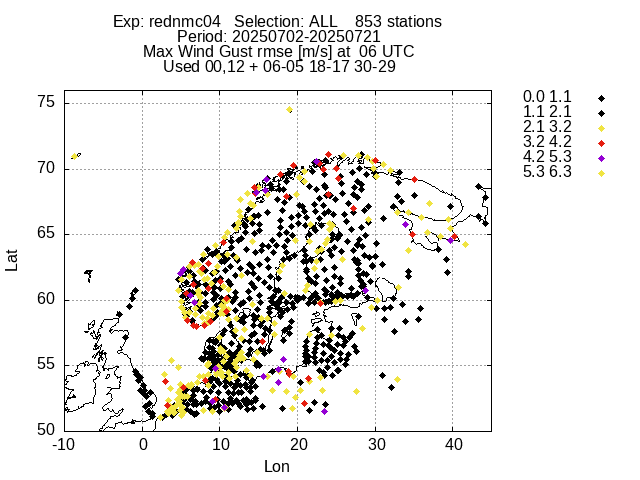 Exp: rednmc04 Selection: ALL 853 stations
Period: 20250702-20250721
Max Wind Gust rmse [m/s] at 06 UTC
Used 00,12 + 06-05 18-17 30-29
75
70
65
60
55
50
-10 0 10 20 30 40
Lat
Lon
0.0 1.1
1.1 2.1
2.1 3.2
3.2 4.2
4.2 5.3
5.3 6.3